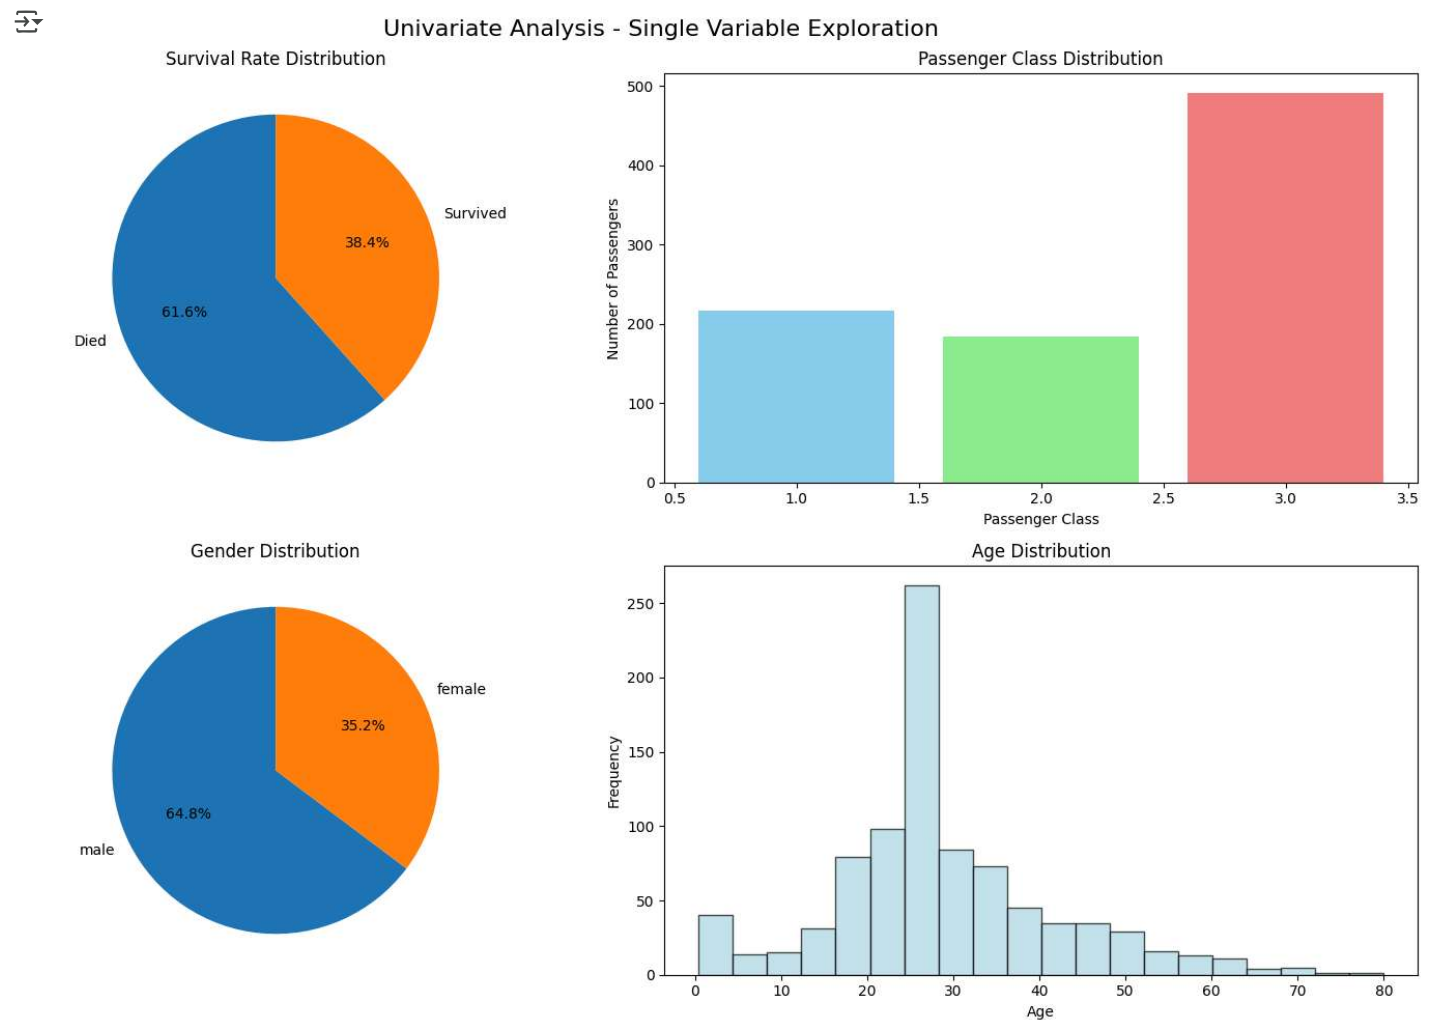 Univariate Analysis - Single Variable Exploration
Survival Rate Distribution
Survived
38.4%
61.6%
Died
Passenger Class Distribution
Number of Passengers
500
400
300
200
100
0
0.5 1.0 1.5 2.0 2.5 3.0 3.5
Passenger Class
Gender Distribution
female
35.2%
64.8%
male
Age Distribution
Frequency
250
200
150
100
50
0
0 10 20 30 40 50 60 70 80
Age